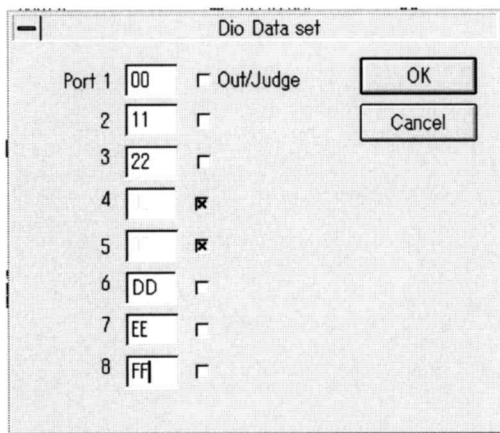 Dio Data set
Port 1 00 Out/Judge OK
2 11 Cancel
3 22
4
5
6 DD
7 EE
8 FF